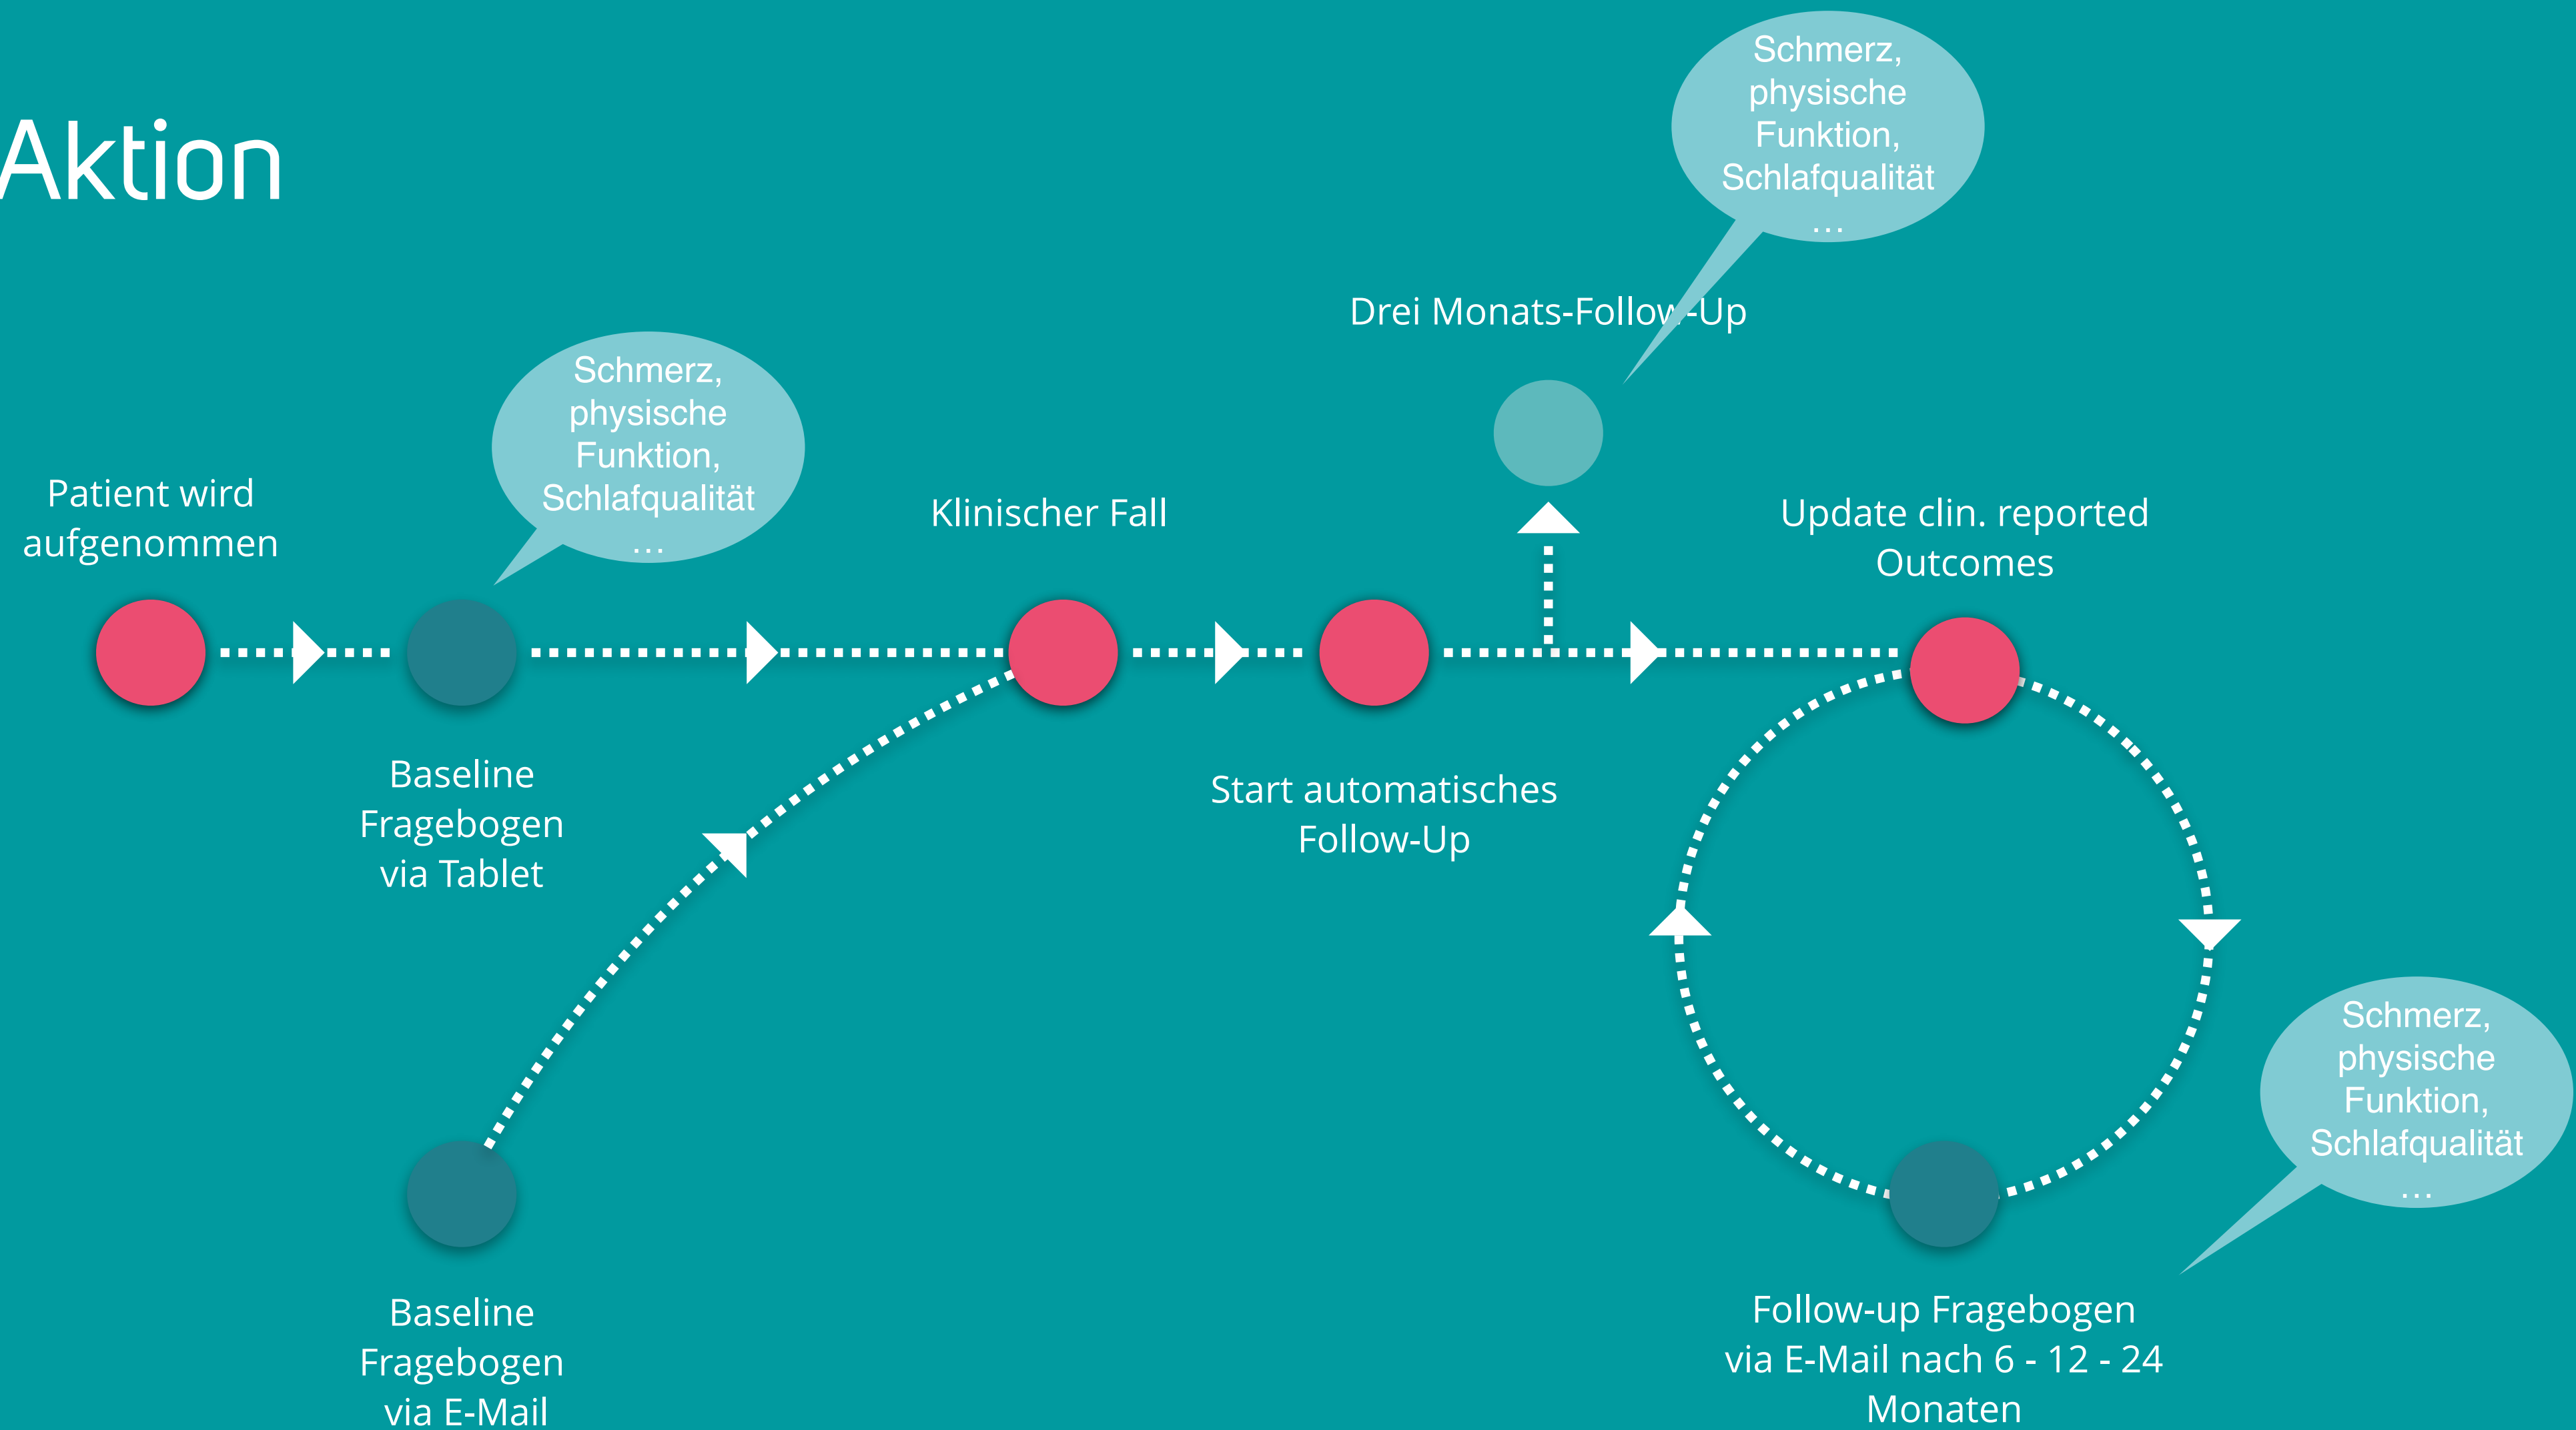 Aktion
Schmerz,
physische
Funktion,
Schlafqualität
...
Drei Monats-Follow-Up
Schmerz,
physische
Funktion,
Schlafqualität
...
Patient wird
aufgenommen
Klinischer Fall
Update clin. reported
Outcomes
Baseline
Fragebogen
via Tablet
Start automatisches
Follow-Up
Schmerz,
physische
Funktion,
Schlafqualität
...
Baseline
Fragebogen
via E-Mail
Follow-up Fragebogen
via E-Mail nach 6 - 12 - 24
Monaten